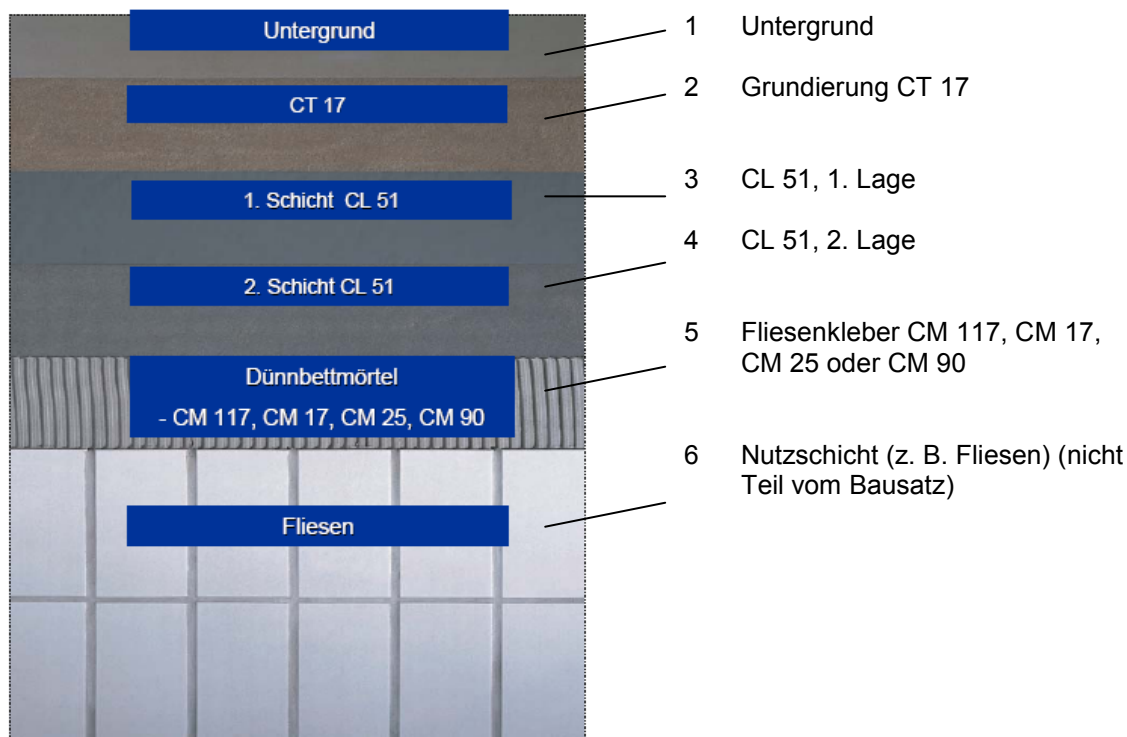 Untergrund
CT 17
1. Schicht CL 51
2. Schicht CL 51
Dünnbettmörtel
- CM 117, CM 17, CM 25, CM 90
Fliesen
1 Untergrund
2 Grundierung CT 17
3 CL 51, 1. Lage
4 CL 51, 2. Lage
5 Fliesenkleber CM 117, CM 17,
CM 25 oder CM 90
6 Nutzschicht (z. B. Fliesen) (nicht
Teil vom Bausatz)